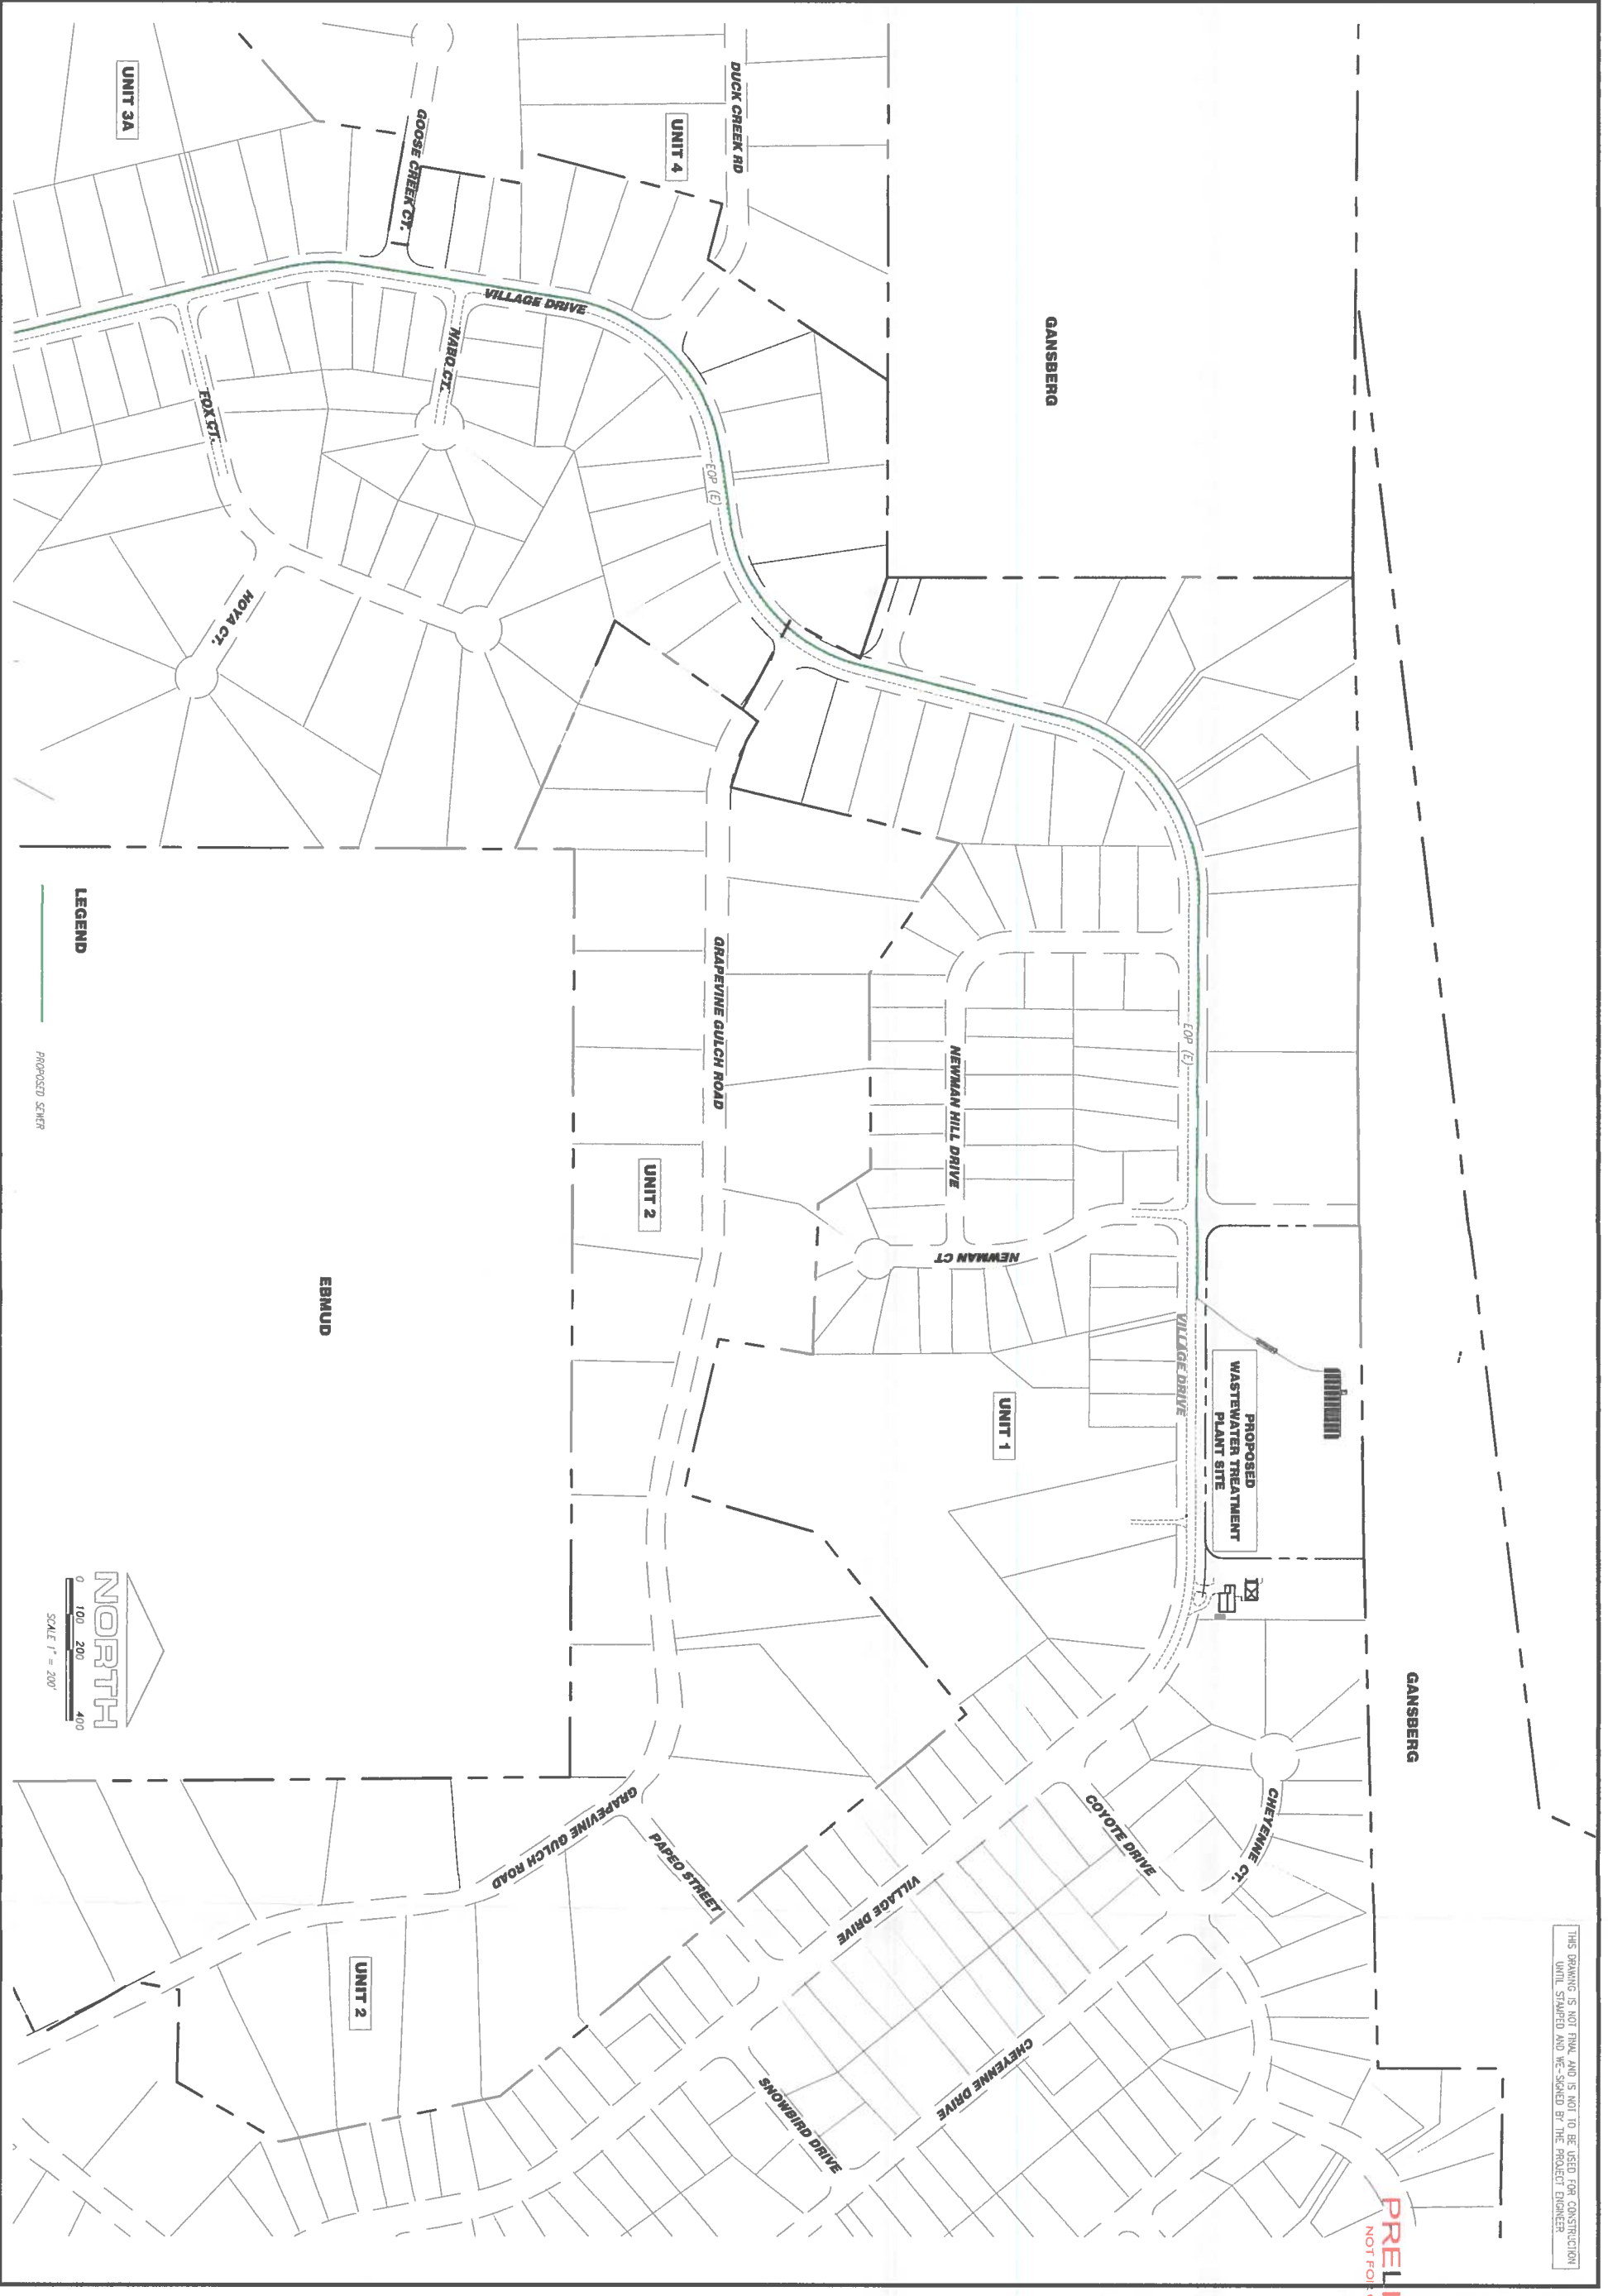 THIS DRAWING IS NOT FINAL AND IS NOT TO BE USED FOR CONSTRUCTION
UNTIL STAMPED AND WE-SIGNED BY THE PROJECT ENGINEER
PREL
NOT FOR
GANSBERG
GANSBERG
UNIT 3A
GOOSE CREEK CT.
UNIT 4
DUCK CREEK RD
VILLAGE DRIVE
NABO CT.
FOX CT.
HOYA CT.
EOP (E)
EOP (E)
GRAPEVINE GULCH ROAD
NEWMAN HILL DRIVE
NEWMAN CT
UNIT 2
UNIT 1
VILLAGE DRIVE
PROPOSED
WASTEWATER TREATMENT
PLANT SITE
EBMUD
LEGEND
PROPOSED SEWER
NORTH
0 100 200 400
SCALE 1" = 200'
CHEYENNE CT.
COYOTE DRIVE
VILLAGE DRIVE
CHEYENNE DRIVE
SNOWBIRD DRIVE
PAPEO STREET
GRAPEVINE GULCH ROAD
UNIT 2